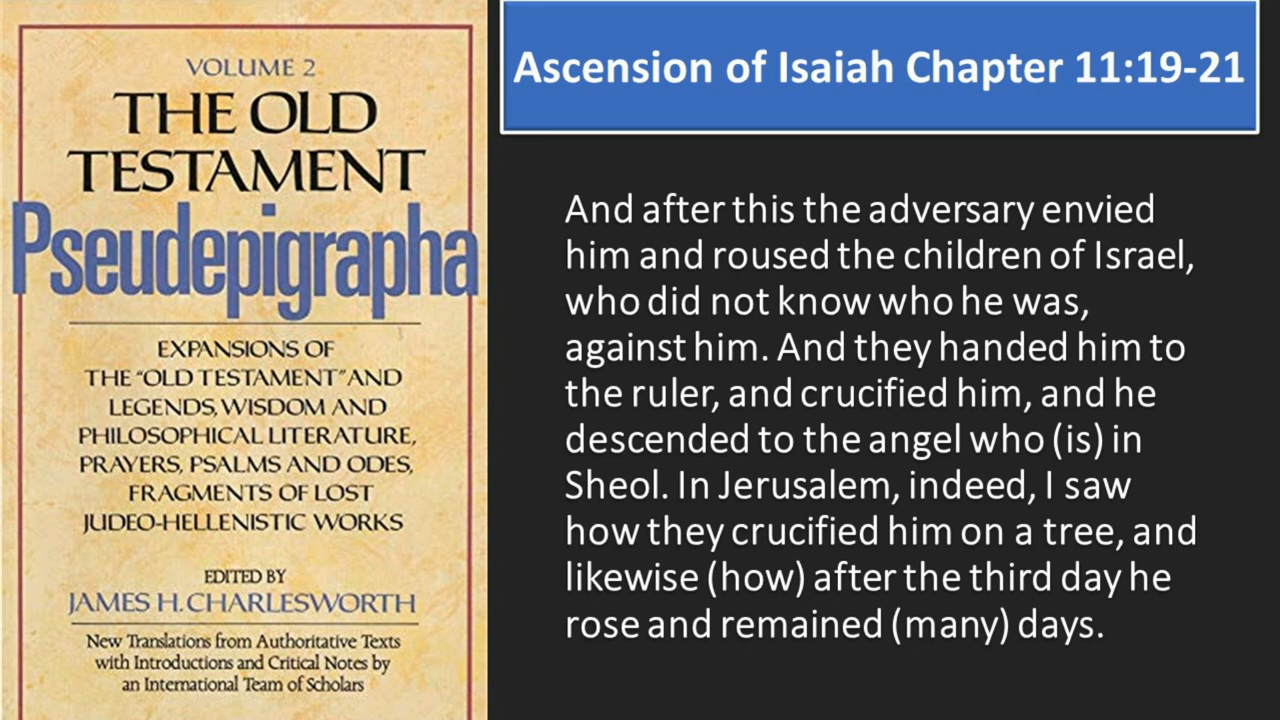 VOLUME 2
THE OLD
TESTAMENT
Pseudepigrapha
EXPANSIONS OF
THE "OLD TESTAMENT" AND
LEGENDS, WISDOM AND
PHILOSOPHICAL LITERATURE,
PRAYERS, PSALMS AND ODES,
FRAGMENTS OF LOST
JUDEO-HELLENISTIC WORKS
EDITED BY
JAMES H. CHARLESWORTH
New Translations from Authoritative Texts
with Introductions and Critical Notes by
an International Team of Scholars
Ascension of Isaiah Chapter 11:19-21
And after this the adversary envied
him and roused the children of Israel,
who did not know who he was,
against him. And they handed him to
the ruler, and crucified him, and he
descended to the angel who (is) in
Sheol. In Jerusalem, indeed, I saw
how they crucified him on a tree, and
likewise (how) after the third day he
rose and remained (many) days.